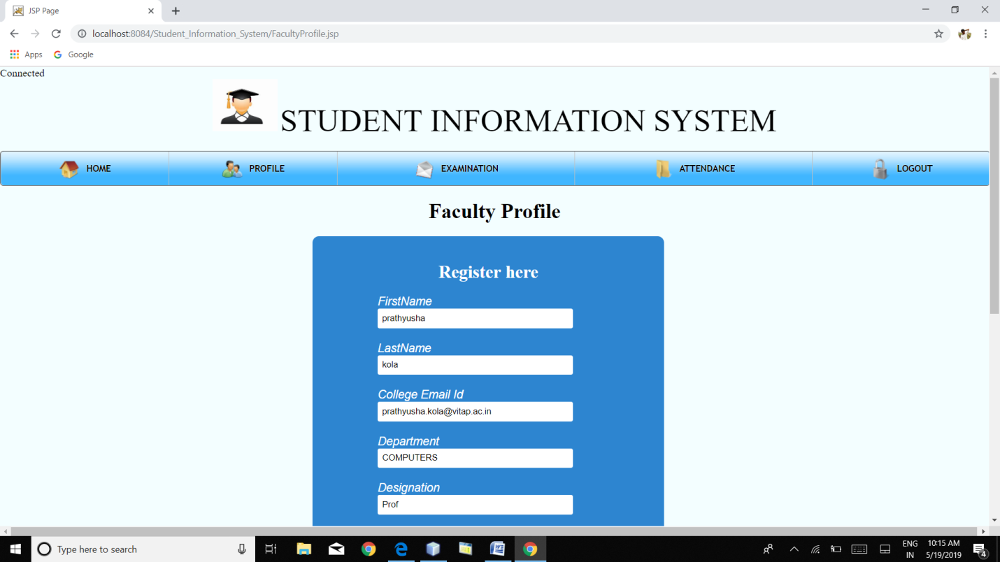 JSP Page
localhost:8084/Student_Information_System/FacultyProfile.jsp
Apps Google
Connected
STUDENT INFORMATION SYSTEM
HOME PROFILE EXAMINATION ATTENDANCE LOGOUT
Faculty Profile
Register here
FirstName
prathyusha
LastName
kola
College Email Id
prathyusha.kola@vitap.ac.in
Department
COMPUTERS
Designation
Prof
Type here to search
ENG 10:15 AM
IN 5/19/2019 4